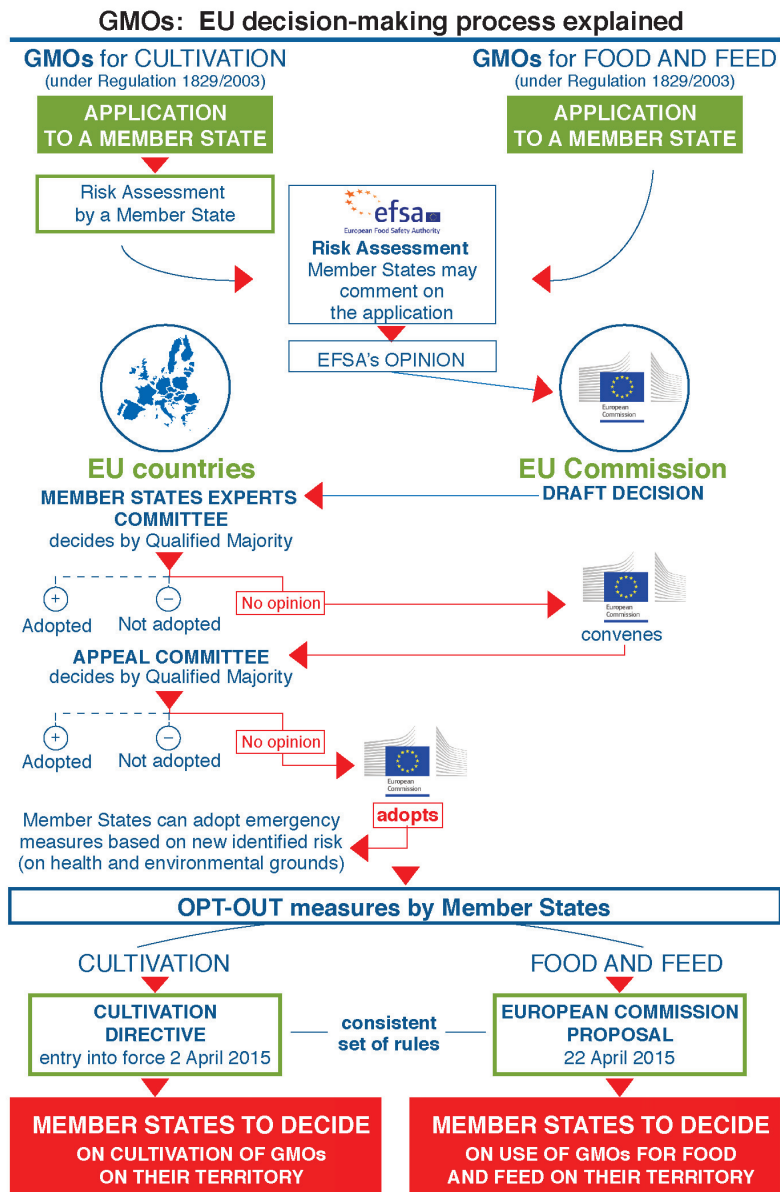 GMOs: EU decision-making process explained
GMOs for CULTIVATION
(under Regulation 1829/2003)
GMOs for FOOD AND FEED
(under Regulation 1829/2003)
APPLICATION
TO A MEMBER STATE
APPLICATION
TO A MEMBER STATE
Risk Assessment
by a Member State
efsa
European Food Safety Authority
Risk Assessment
Member States may
comment on
the application
EFSA's OPINION
European
Commission
EU countries
EU Commission
MEMBER STATES EXPERTS
COMMITTEE
decides by Qualified Majority
DRAFT DECISION
+
Adopted
−
Not adopted
No opinion
European
Commission
convenes
APPEAL COMMITTEE
decides by Qualified Majority
+
Adopted
−
Not adopted
No opinion
European
Commission
adopts
Member States can adopt emergency
measures based on new identified risk
(on health and environmental grounds)
OPT-OUT measures by Member States
CULTIVATION
FOOD AND FEED
CULTIVATION
DIRECTIVE
entry into force 2 April 2015
consistent
set of rules
EUROPEAN COMMISSION
PROPOSAL
22 April 2015
MEMBER STATES TO DECIDE
ON CULTIVATION OF GMOs
ON THEIR TERRITORY
MEMBER STATES TO DECIDE
ON USE OF GMOs FOR FOOD
AND FEED ON THEIR TERRITORY